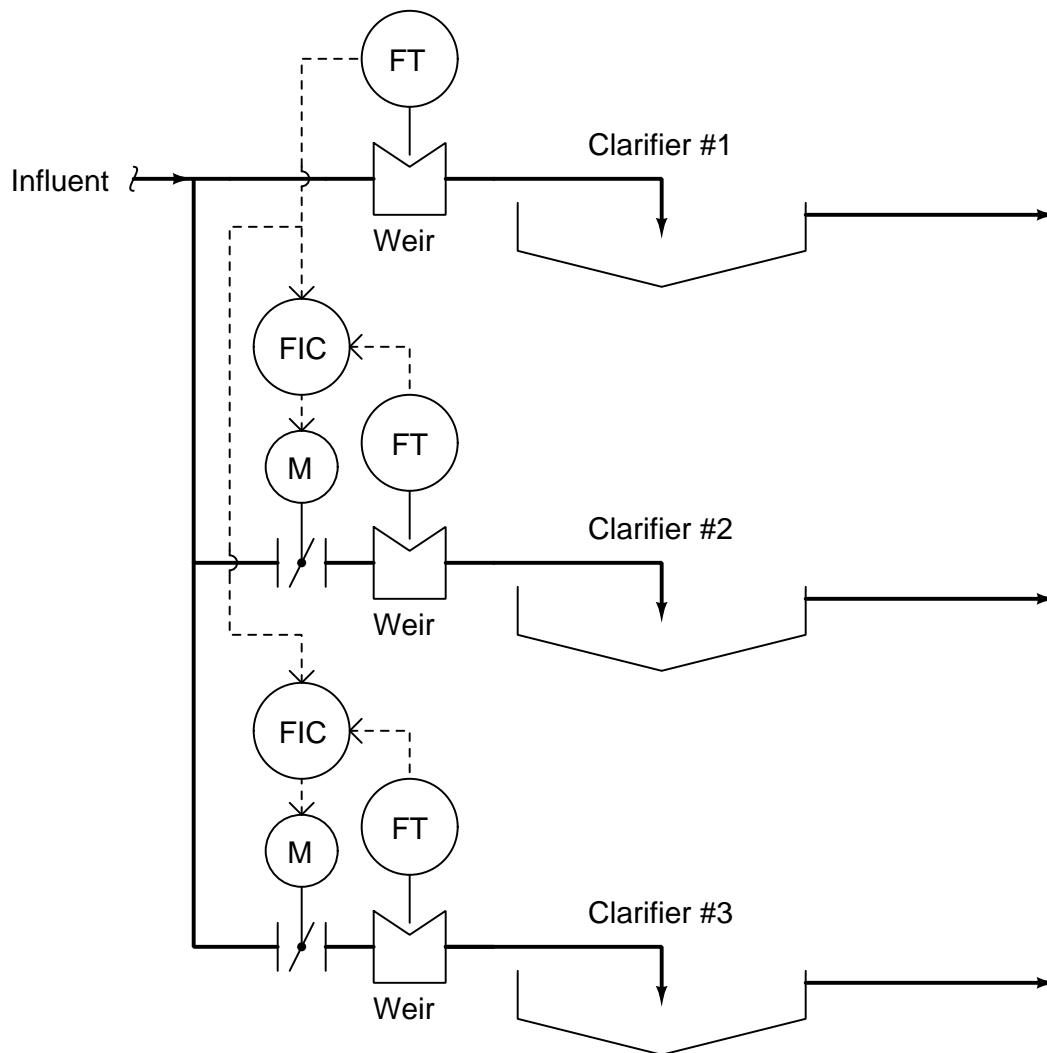 FT
Clarifier #1
Influent
Weir
FIC
FT
M
Clarifier #2
Weir
FIC
FT
M
Clarifier #3
Weir